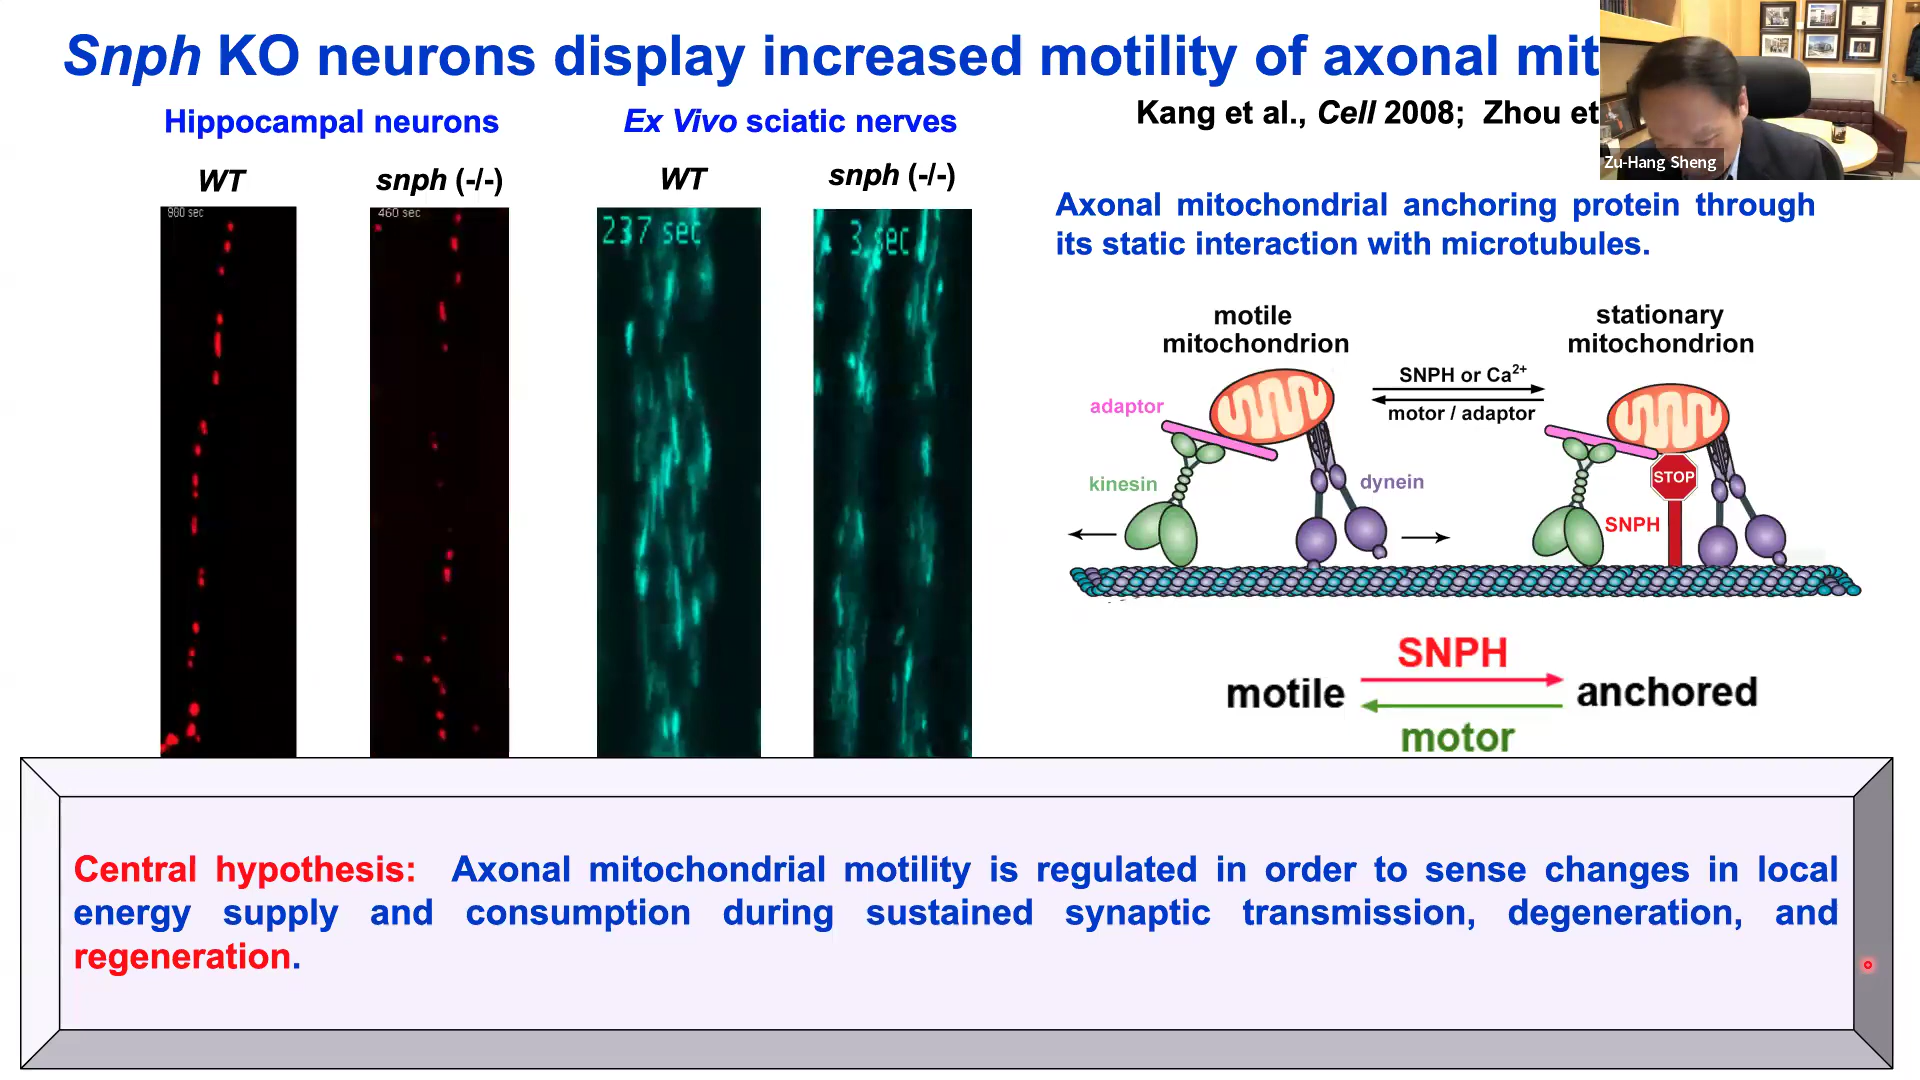 Snph KO neurons display increased motility of axonal mit
Hippocampal neurons
Ex Vivo sciatic nerves
Kang et al., Cell 2008; Zhou et
Zu-Hang Sheng
WT
snph (-/-)
WT
snph (-/-)
900 sec
460 sec
237 sec
3 sec
Axonal mitochondrial anchoring protein through
its static interaction with microtubules.
motile
mitochondrion
stationary
mitochondrion
SNPH or Ca2+
motor / adaptor
adaptor
kinesin
dynein
STOP
SNPH
SNPH
motile
anchored
motor
Central hypothesis: Axonal mitochondrial motility is regulated in order to sense changes in local
energy supply and consumption during sustained synaptic transmission, degeneration, and
regeneration.